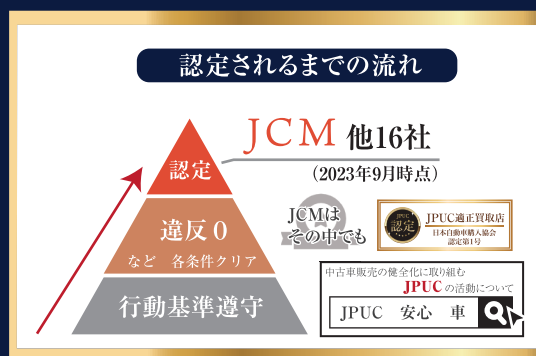 認定されるまでの流れ
JCM 他16社
(2023年9月時点)
認定
違反0
など 各条件クリア
行動基準遵守
JCMは
その中でも
JPUC
認定
JPUC適正買取店
日本自動車購入協会
認定第1号
中古車販売の健全化に取り組む
JPUCの活動について
JPUC 安心 車